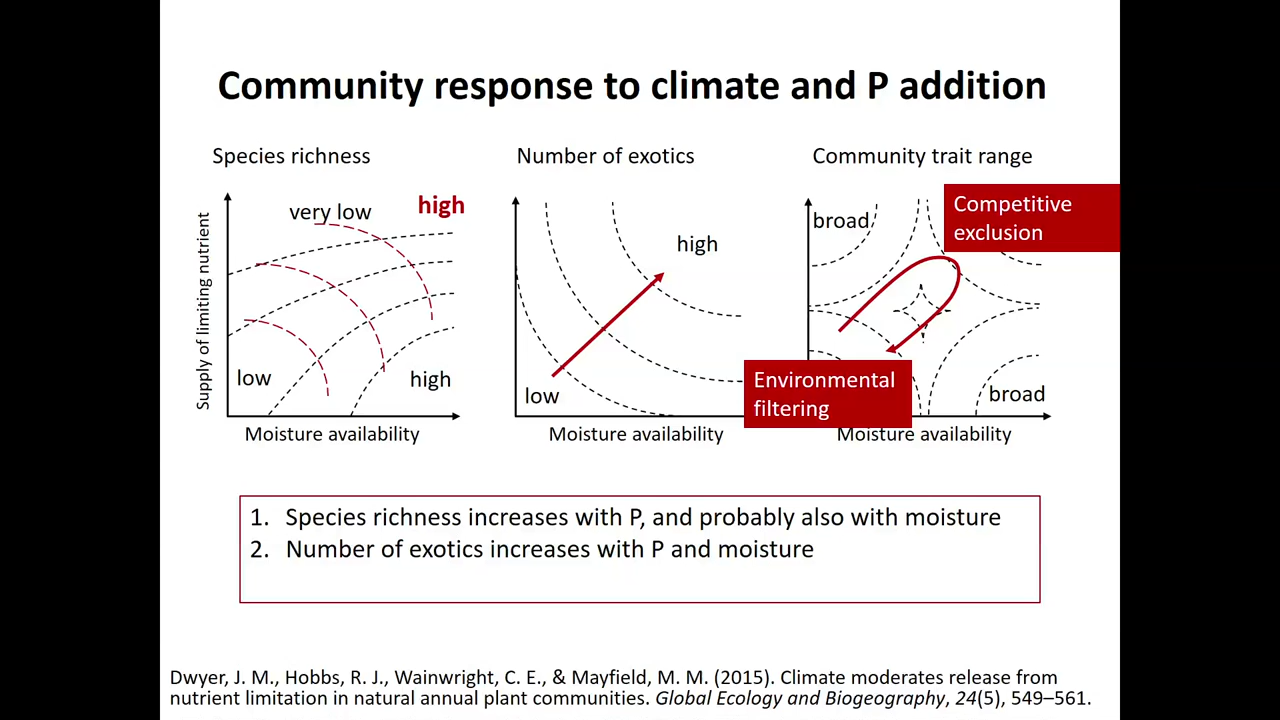 Community response to climate and P addition
Species richness
Number of exotics
Community trait range
Supply of limiting nutrient
very low
high
low
high
Moisture availability
high
low
Moisture availability
broad
Competitive
exclusion
Environmental
filtering
broad
Moisture availability
1. Species richness increases with P, and probably also with moisture
2. Number of exotics increases with P and moisture
Dwyer, J. M., Hobbs, R. J., Wainwright, C. E., & Mayfield, M. M. (2015). Climate moderates release from
nutrient limitation in natural annual plant communities. Global Ecology and Biogeography, 24(5), 549–561.